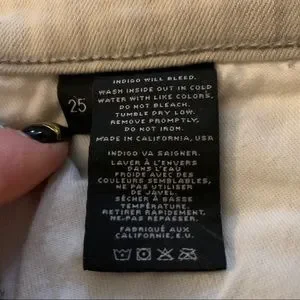 25
INDIGO WILL BLEED.
WASH INSIDE OUT IN COLD
WATER WITH LIKE COLORS.
DO NOT BLEACH.
TUMBLE DRY LOW.
REMOVE PROMPTLY,
DO NOT IRON.
MADE IN CALIFORNIA, USA
INDIGO VA SAIGNER.
LAVER À L'ENVERS
DANS L'EAU
FROIDE AVEC DES
COULEURS SEMBLABLES,
NE PAS UTILISER
DE JAVEL.
SÈCHER À BASSE
TEMPÉRATURE.
RETIRER RAPIDEMENT,
NE PAS REPASSER.
FABRIQUÉ AUX
CALIFORNIE, E.U.